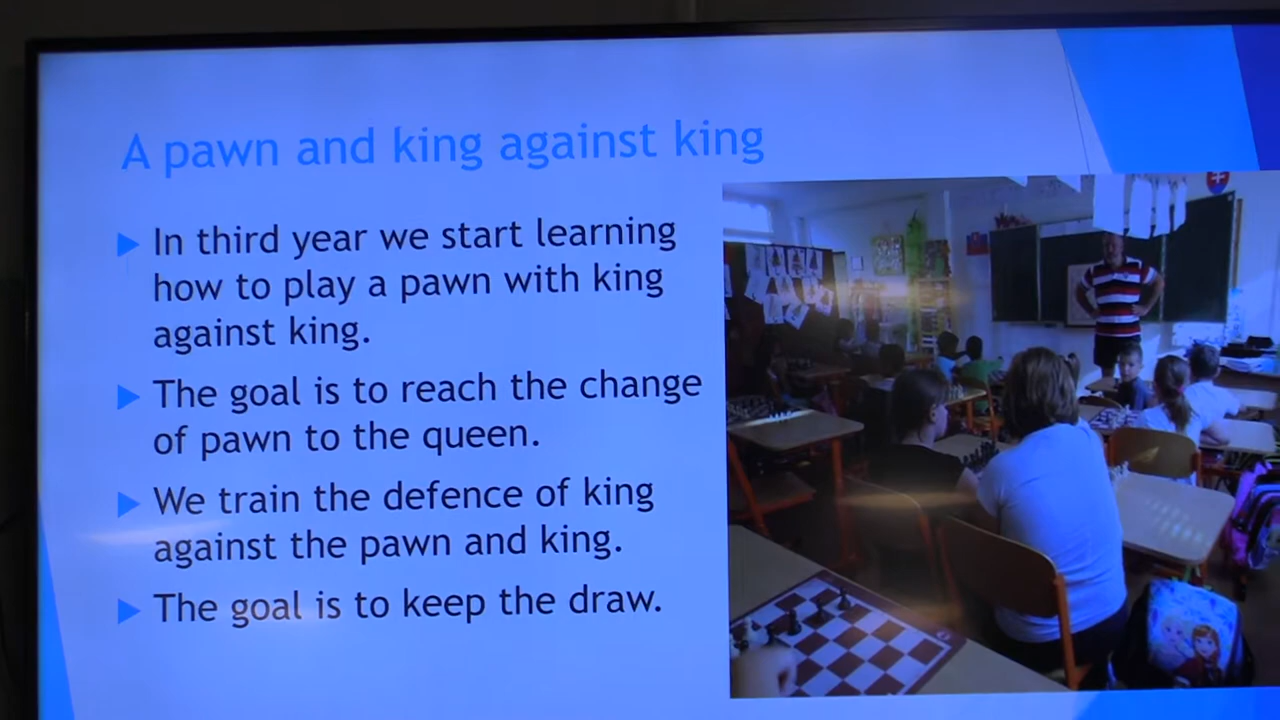 A pawn and king against king
In third year we start learning
how to play a pawn with king
against king.
The goal is to reach the change
of pawn to the queen.
We train the defence of king
against the pawn and king.
The goal is to keep the draw.